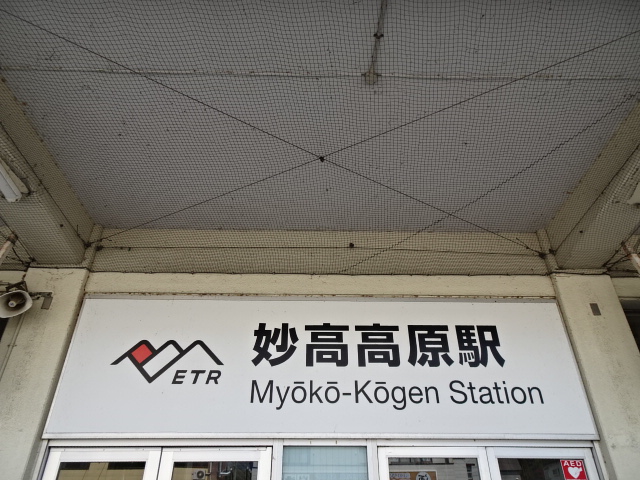 妙高高原駅
ETR
Myōkō-Kōgen Station
AED